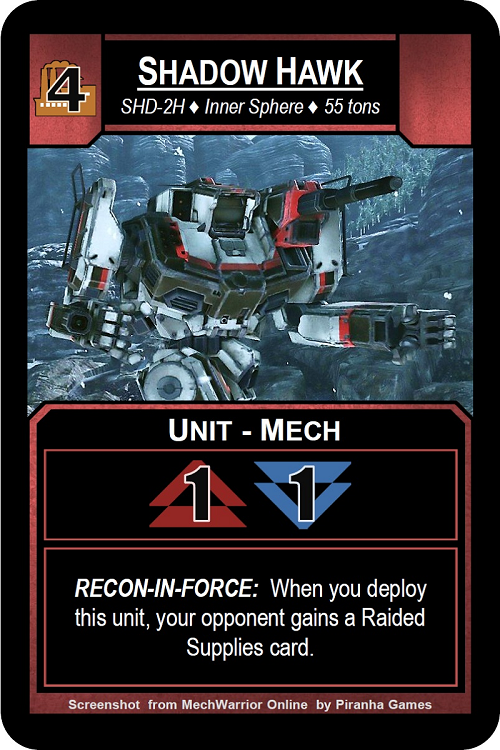 4
SHADOW HAWK
SHD-2H ♦ Inner Sphere ♦ 55 tons
UNIT - MECH
1 1
RECON-IN-FORCE: When you deploy
this unit, your opponent gains a Raided
Supplies card.
Screenshot from MechWarrior Online by Piranha Games